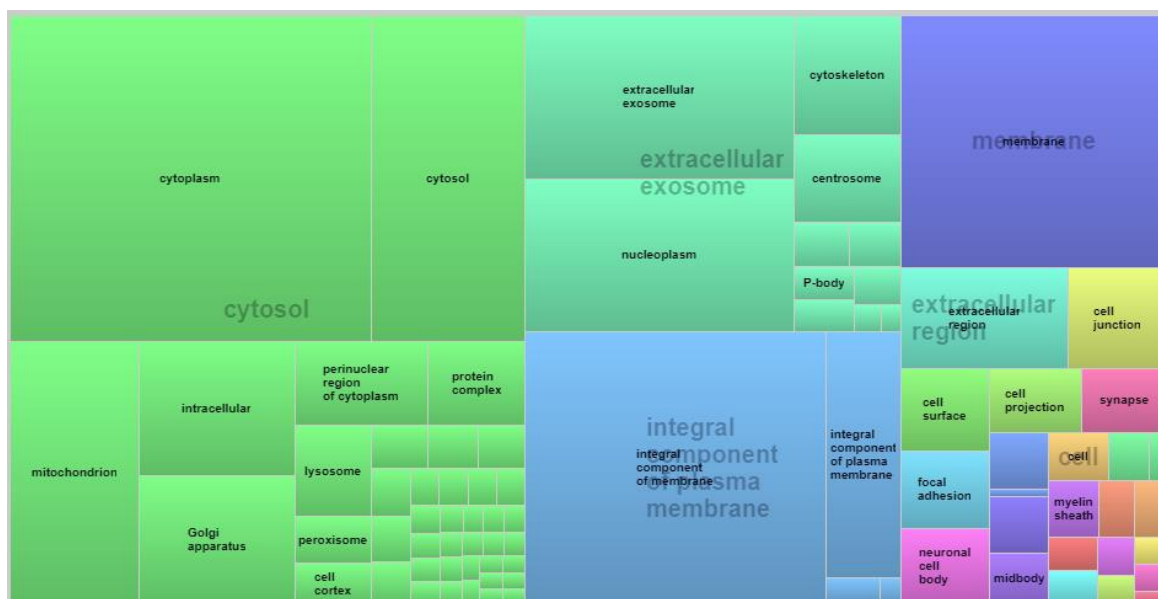 cytoplasm
cytosol
cytosol
mitochondrion
intracellular
Golgi
apparatus
perinuclear
region
of cytoplasm
protein
complex
lysosome
peroxisome
cell
cortex
extracellular
exosome
extracellular
exosome
nucleoplasm
cytoskeleton
centrosome
P-body
integral
component
of plasma
membrane
integral
component
of membrane
integral
component
of plasma
membrane
membrane
membrane
extracellular
region
extracellular
region
cell
junction
cell
surface
cell
projection
synapse
focal
adhesion
cell
cell
myelin
sheath
neuronal
cell
body
midbody